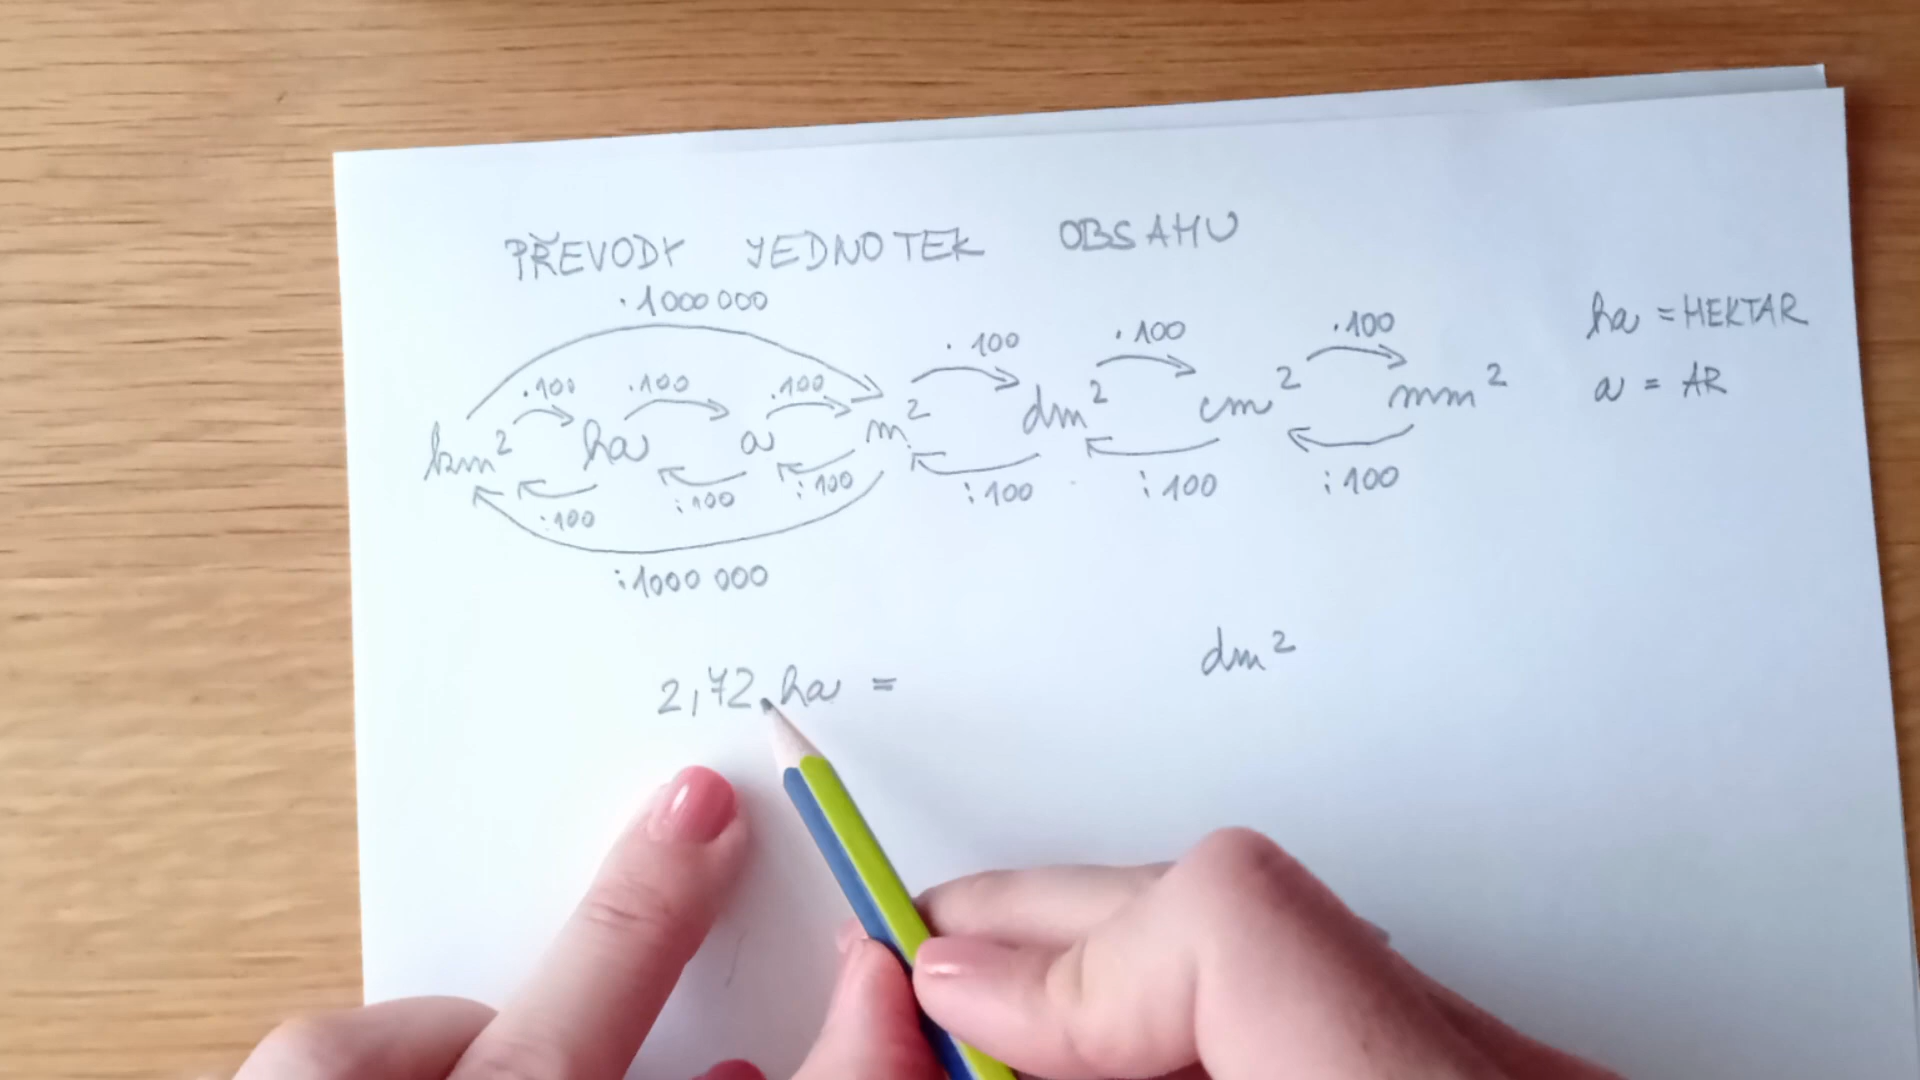 PŘEVODY JEDNOTEK OBSAHU
.1000 000
.100 .100 .100 .100 .100 .100
km² ha a m² dm² cm² mm²
:100 :100 :100 :100 :100 :100
:1000 000
ha = HEKTAR
a = AR
2,72 ha = dm²